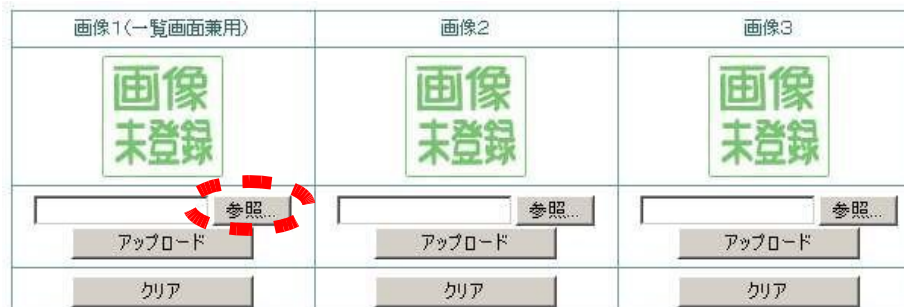 画像1(一覧画面兼用) 画像2 画像3
画像 画像 画像
未登録 未登録 未登録
参照... 参照... 参照...
アップロード アップロード アップロード
クリア クリア クリア